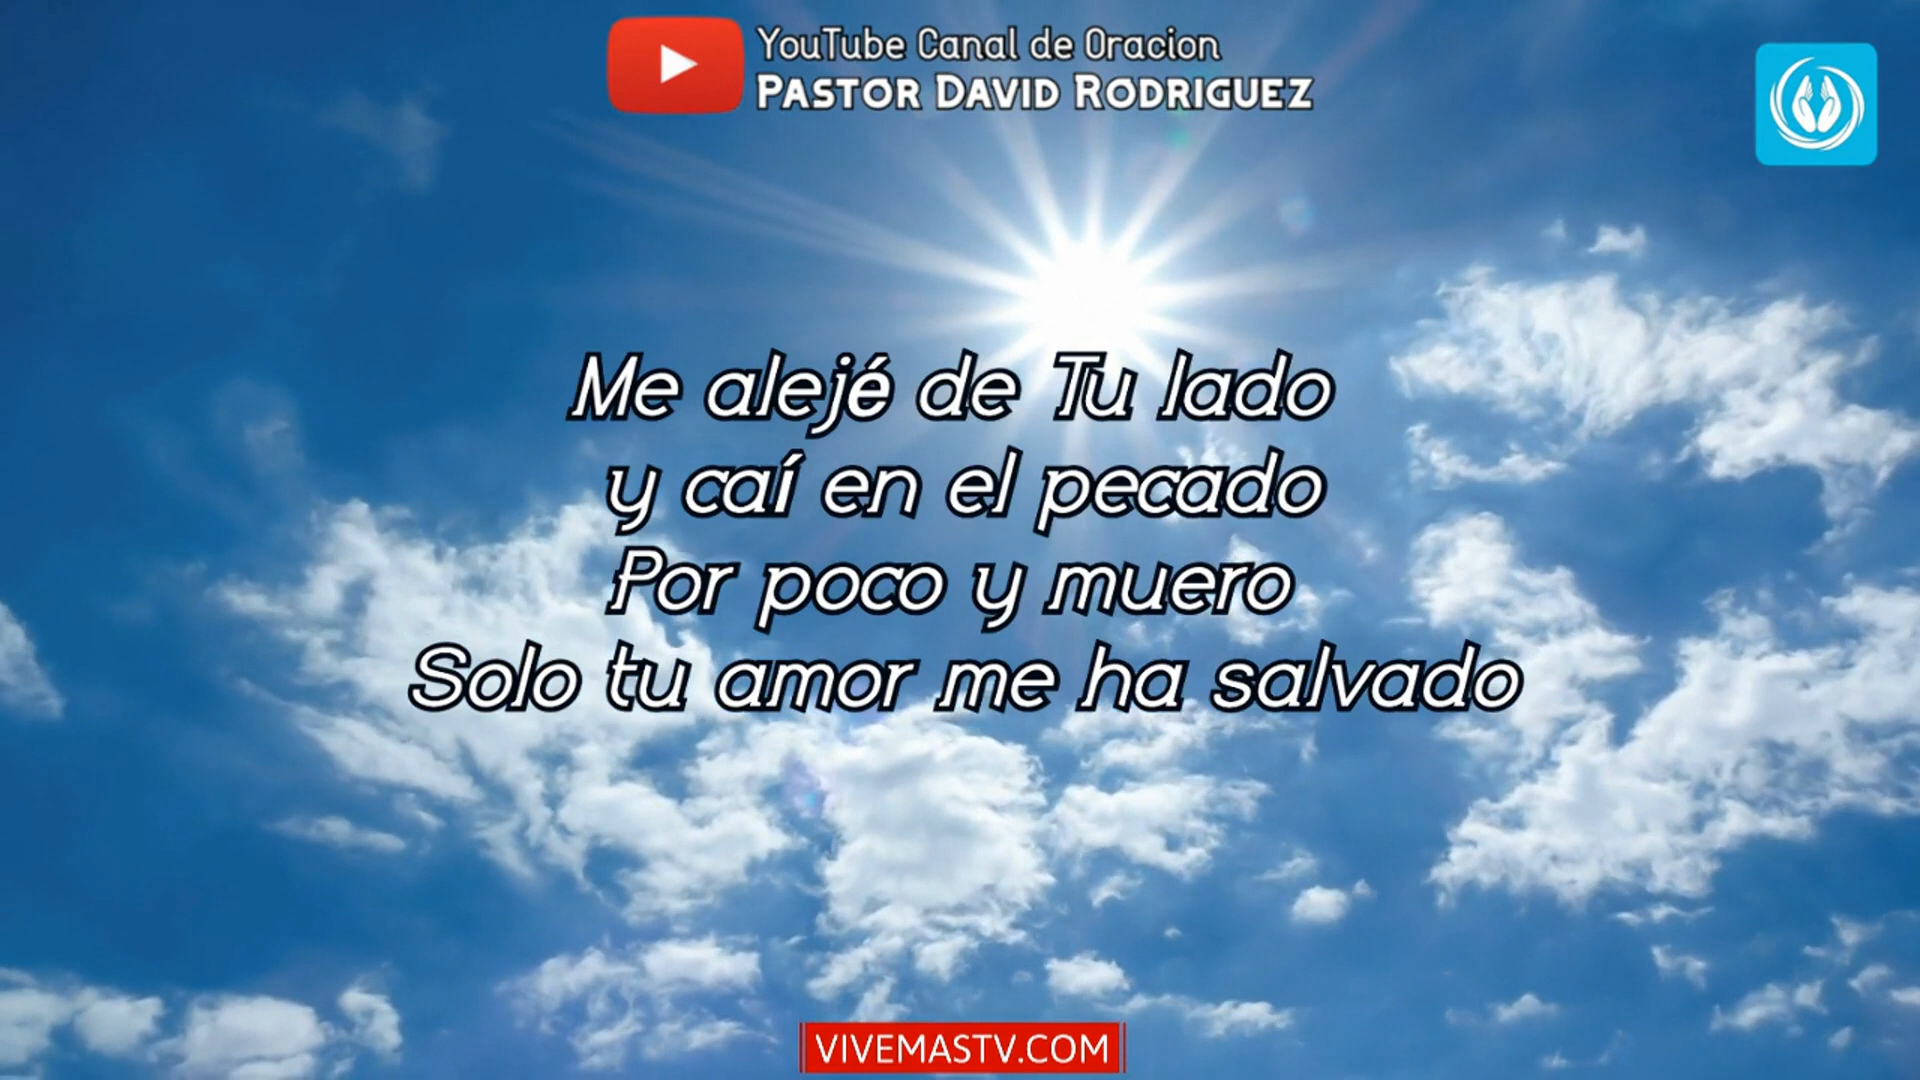 YouTube Canal de Oracion
PASTOR DAVID RODRIGUEZ
Me alejé de Tu lado
y caí en el pecado
Por poco y muero
Solo tu amor me ha salvado
VIVEMASTV.COM